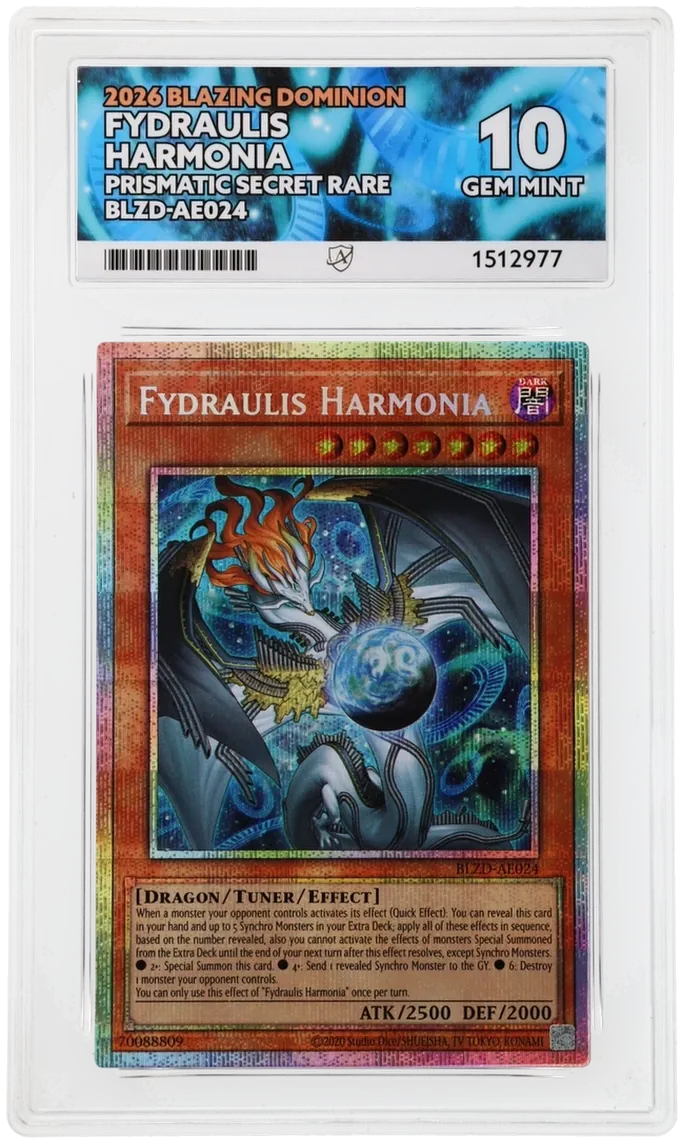 2026 BLAZING DOMINION
FYDRAULIS
HARMONIA
PRISMATIC SECRET RARE
BLZD-AE024
10
GEM MINT
1512977
FYDRAULIS HARMONIA
DARK
闇
BLZD-AE024
[DRAGON/TUNER/EFFECT]
When a monster your opponent controls activates its effect (Quick Effect): You can reveal this card
in your hand and up to 5 Synchro Monsters in your Extra Deck; apply all of these effects in sequence,
based on the number revealed, also you cannot activate the effects of monsters Special Summoned
from the Extra Deck until the end of your next turn after this effect resolves, except Synchro Monsters.
● 2+: Special Summon this card. ● 4+: Send 1 revealed Synchro Monster to the GY. ● 6: Destroy
1 monster your opponent controls.
You can only use this effect of "Fydraulis Harmonia" once per turn.
ATK/2500 DEF/2000
70088809
©2020 Studio Dice/SHUEISHA, TV TOKYO, KONAMI